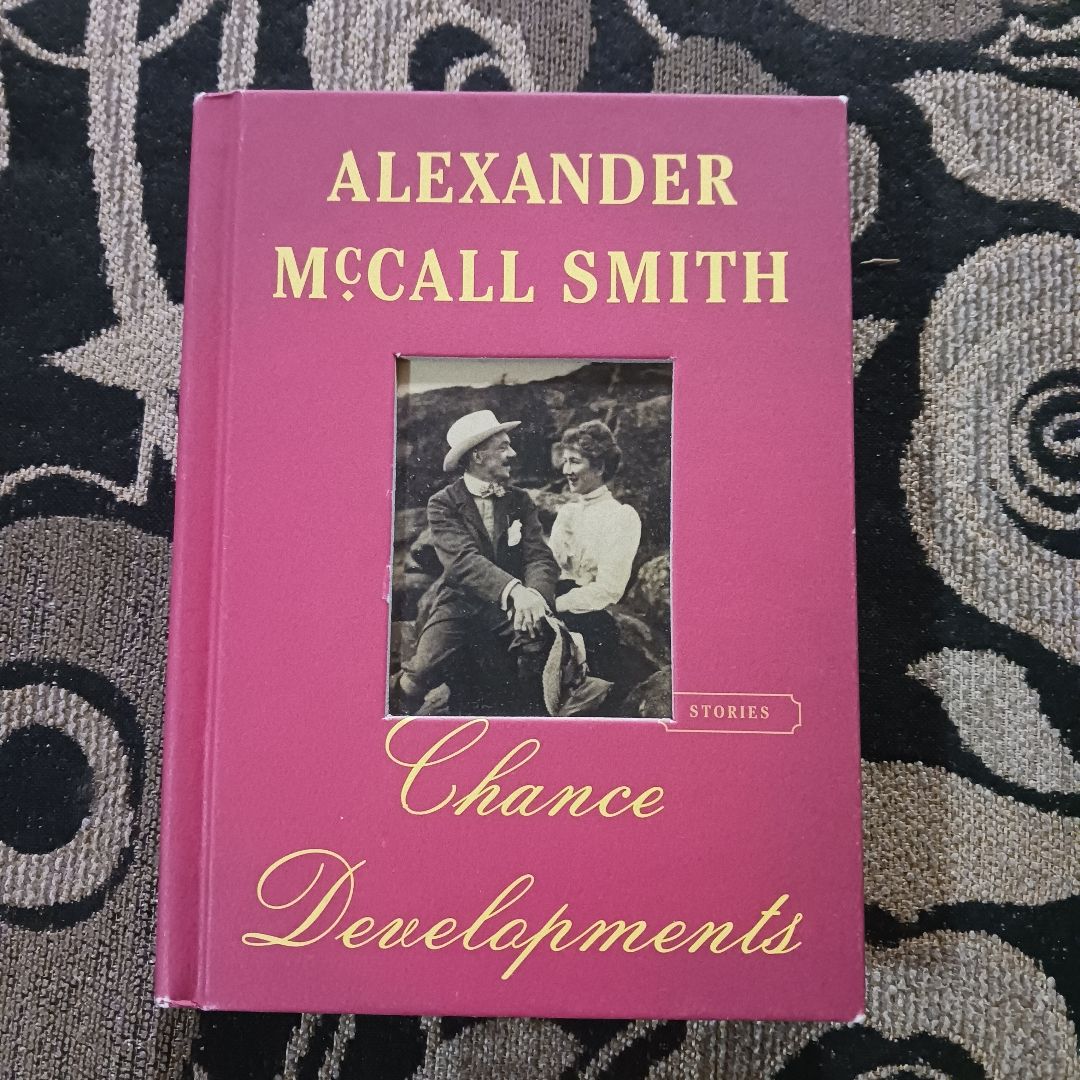 ALEXANDER
McCALL SMITH
STORIES
Chance
Developments